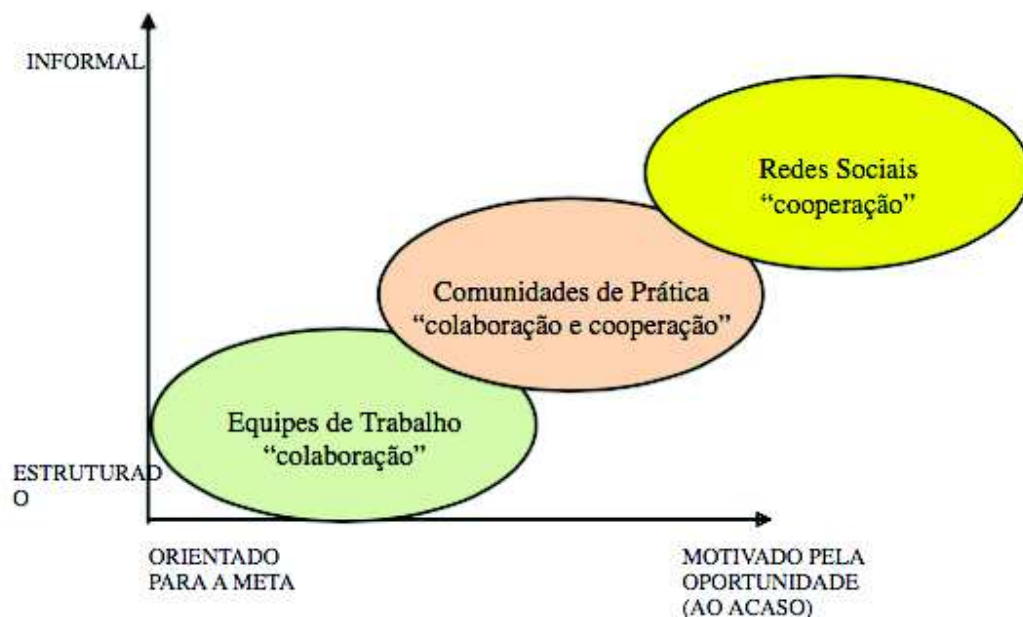 INFORMAL
Redes Sociais
“cooperação”
Comunidades de Prática
“colaboração e cooperação”
Equipes de Trabalho
“colaboração”
ESTRUTURAD
O
ORIENTADO
PARA A META
MOTIVADO PELA
OPORTUNIDADE
(AO ACASO)